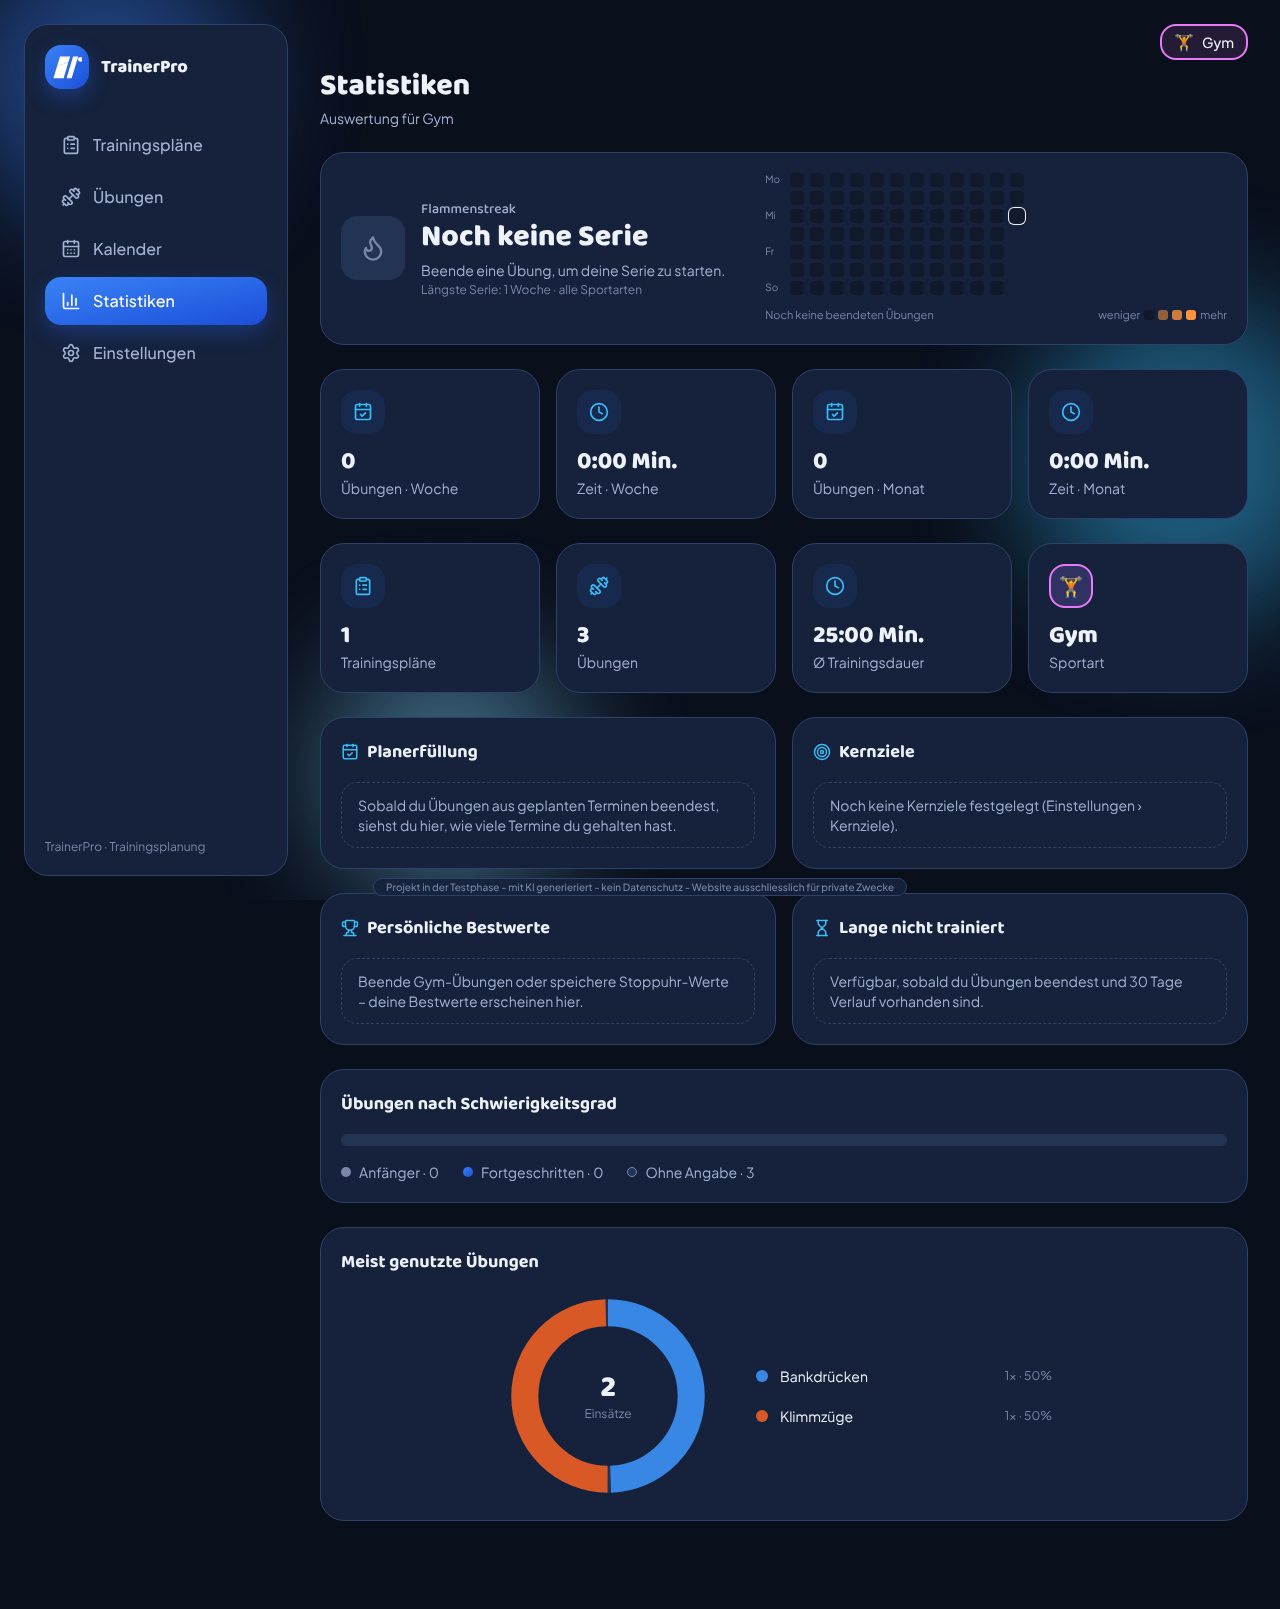 TrainerPro
Gym
Trainingspläne
Übungen
Kalender
Statistiken
Einstellungen
TrainerPro · Trainingsplanung
Statistiken
Auswertung für Gym
Flammenstreak
Noch keine Serie
Beende eine Übung, um deine Serie zu starten.
Längste Serie: 1 Woche · alle Sportarten
Mo
Mi
Fr
So
Noch keine beendeten Übungen
weniger mehr
0
Übungen · Woche
0:00 Min.
Zeit · Woche
0
Übungen · Monat
0:00 Min.
Zeit · Monat
1
Trainingspläne
3
Übungen
25:00 Min.
Ø Trainingsdauer
Gym
Sportart
Planerfüllung
Sobald du Übungen aus geplanten Terminen beendest,
siehst du hier, wie viele Termine du gehalten hast.
Kernziele
Noch keine Kernziele festgelegt (Einstellungen ›
Kernziele).
Projekt in der Testphase - mit KI generieriert - kein Datenschutz - Website ausschliesslich für private Zwecke
Persönliche Bestwerte
Beende Gym-Übungen oder speichere Stoppuhr-Werte
– deine Bestwerte erscheinen hier.
Lange nicht trainiert
Verfügbar, sobald du Übungen beendest und 30 Tage
Verlauf vorhanden sind.
Übungen nach Schwierigkeitsgrad
Anfänger · 0
Fortgeschritten · 0
Ohne Angabe · 3
Meist genutzte Übungen
2
Einsätze
Bankdrücken 1× · 50%
Klimmzüge 1× · 50%